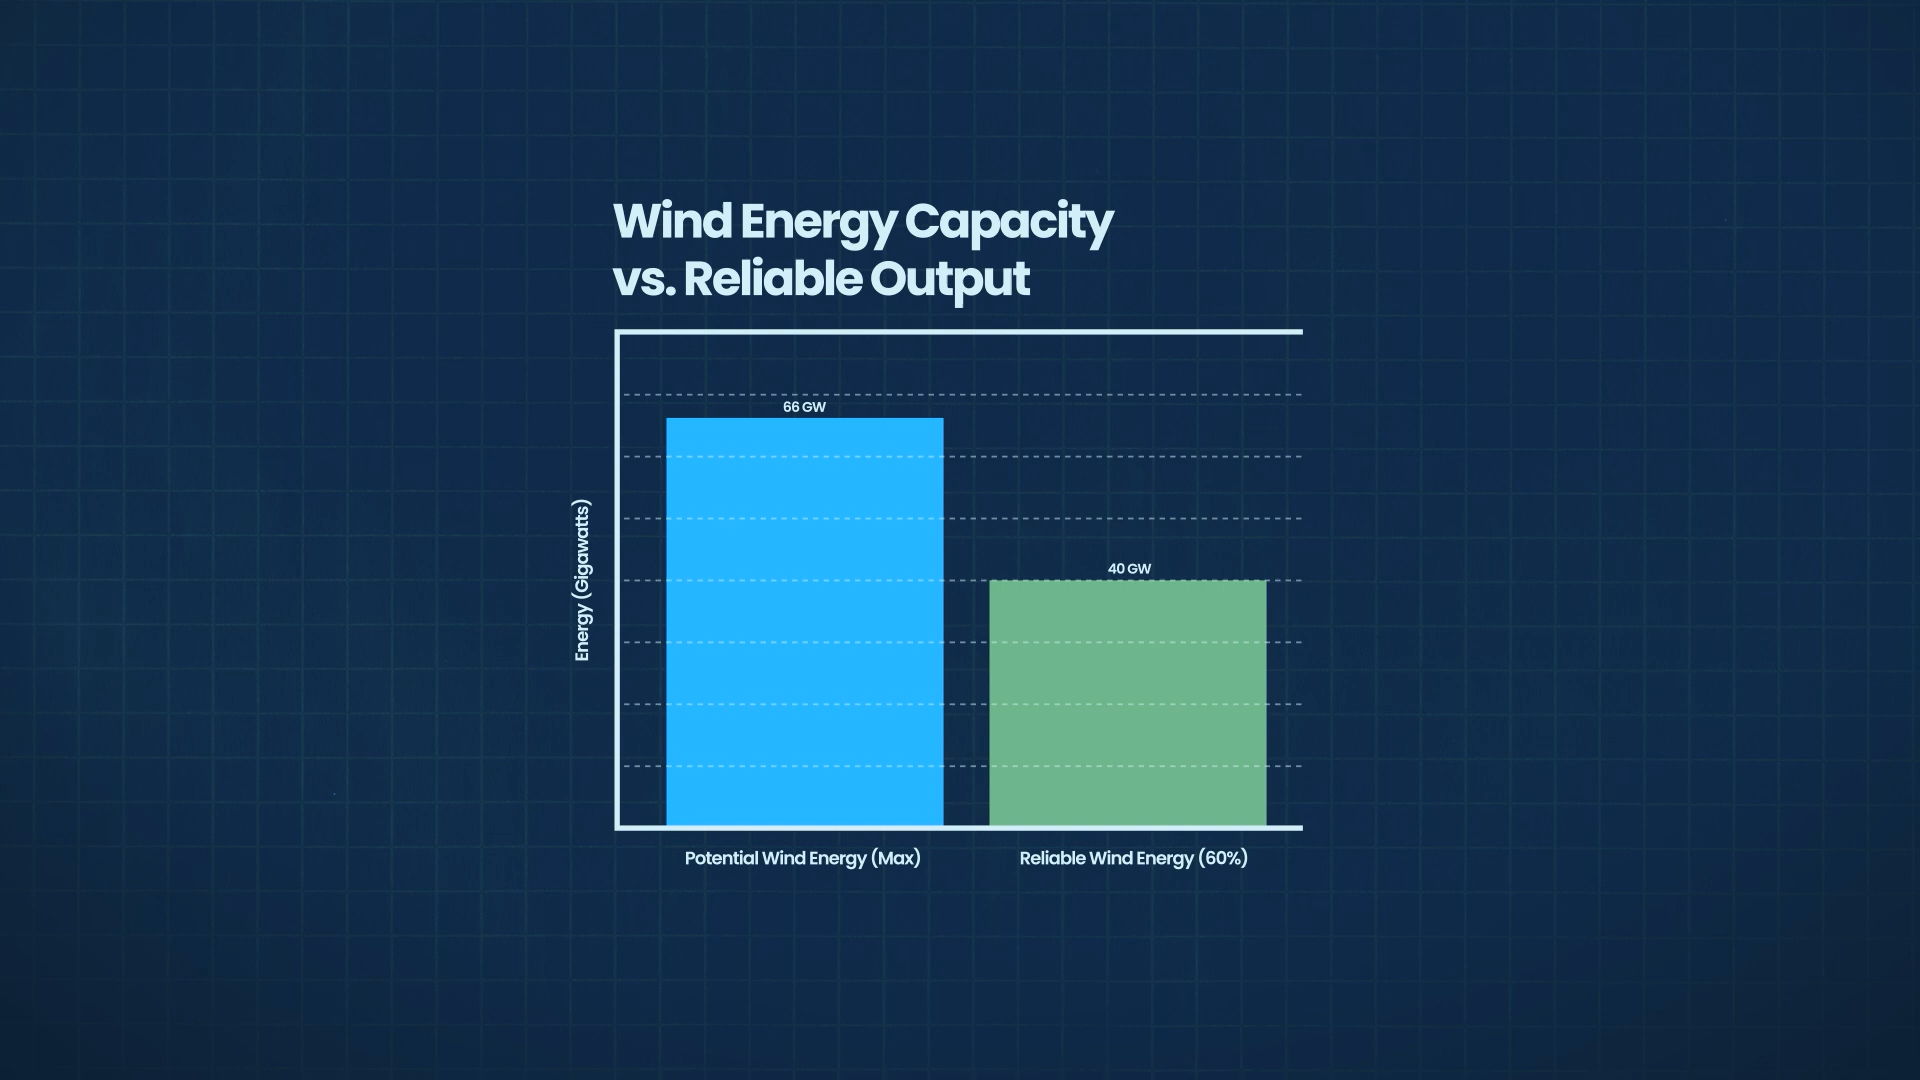 Wind Energy Capacity
vs. Reliable Output
66 GW
40 GW
Energy (Gigawatts)
Potential Wind Energy (Max)
Reliable Wind Energy (60%)